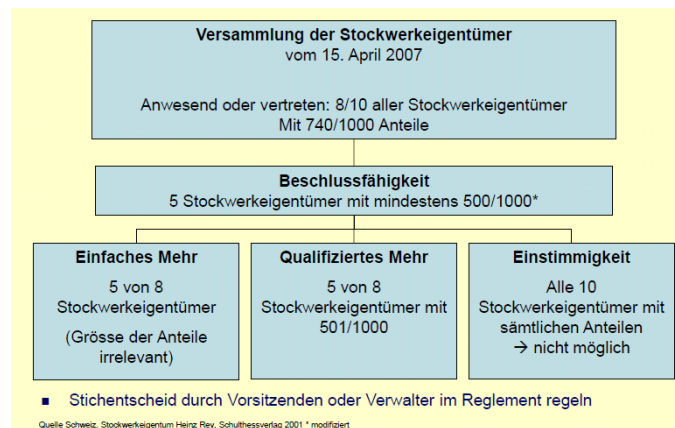 Versammlung der Stockwerkeigentümer
vom 15. April 2007
Anwesend oder vertreten: 8/10 aller Stockwerkeigentümer
Mit 740/1000 Anteile
Beschlussfähigkeit
5 Stockwerkeigentümer mit mindestens 500/1000*
Einfaches Mehr
5 von 8
Stockwerkeigentümer
(Grösse der Anteile
irrelevant)
Qualifiziertes Mehr
5 von 8
Stockwerkeigentümer mit
501/1000
Einstimmigkeit
Alle 10
Stockwerkeigentümer mit
sämtlichen Anteilen
→ nicht möglich
■ Stichentscheid durch Vorsitzenden oder Verwalter im Reglement regeln
Quelle Schweiz. Stockwerkeigentum Heinz Rey, Schulthessverlag 2001 * modifiziert